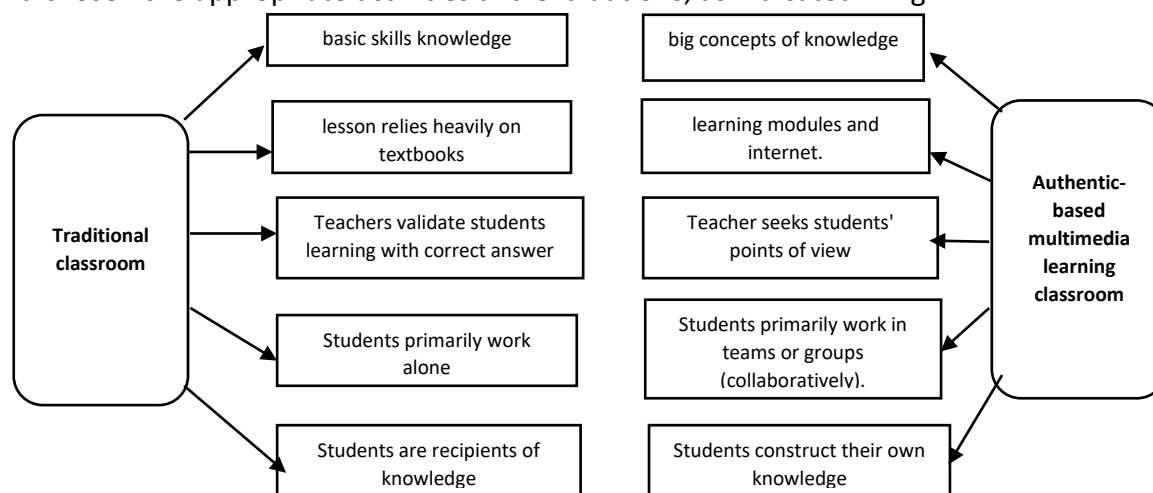 basic skills knowledge
big concepts of knowledge
lesson relies heavily on
textbooks
learning modules and
internet.
Traditional
classroom
Teachers validate students
learning with correct answer
Teacher seeks students'
points of view
Authentic-
based
multimedia
learning
classroom
Students primarily work
alone
Students primarily work in
teams or groups
(collaboratively).
Students are recipients of
knowledge
Students construct their own
knowledge